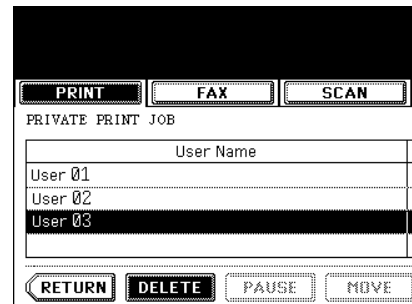 PRINT FAX SCAN
PRIVATE PRINT JOB
User Name
User 01
User 02
User 03
RETURN DELETE PAUSE MOVE